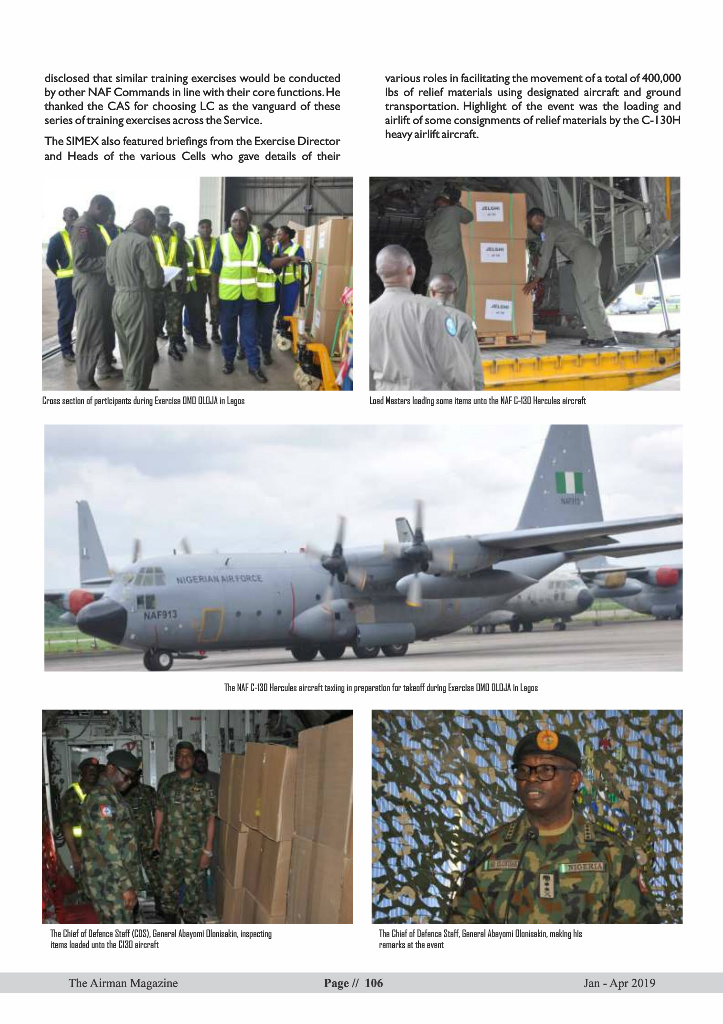 disclosed that similar training exercises would be conducted
by other NAF Commands in line with their core functions. He
thanked the CAS for choosing LC as the vanguard of these
series of training exercises across the Service.
The SIMEX also featured briefings from the Exercise Director
and Heads of the various Cells who gave details of their
various roles in facilitating the movement of a total of 400,000
lbs of relief materials using designated aircraft and ground
transportation. Highlight of the event was the loading and
airlift of some consignments of relief materials by the C-130H
heavy airlift aircraft.
JELSHI
JELSHI
JELSHI
Cross section of participants during Exercise OMO OLOJA in Lagos
Load Masters loading some items unto the NAF C-130 Hercules aircraft
NAF913
NIGERIAN AIR FORCE
NAF913
The NAF C-130 Hercules aircraft taxiing in preparation for takeoff during Exercise OMO OLOJA in Lagos
NIGERIA
The Chief of Defence Staff (CDS), General Abayomi Olonisakin, inspecting
items loaded unto the C130 aircraft
The Chief of Defence Staff, General Abayomi Olonisakin, making his
remarks at the event
The Airman Magazine
Page // 106
Jan - Apr 2019